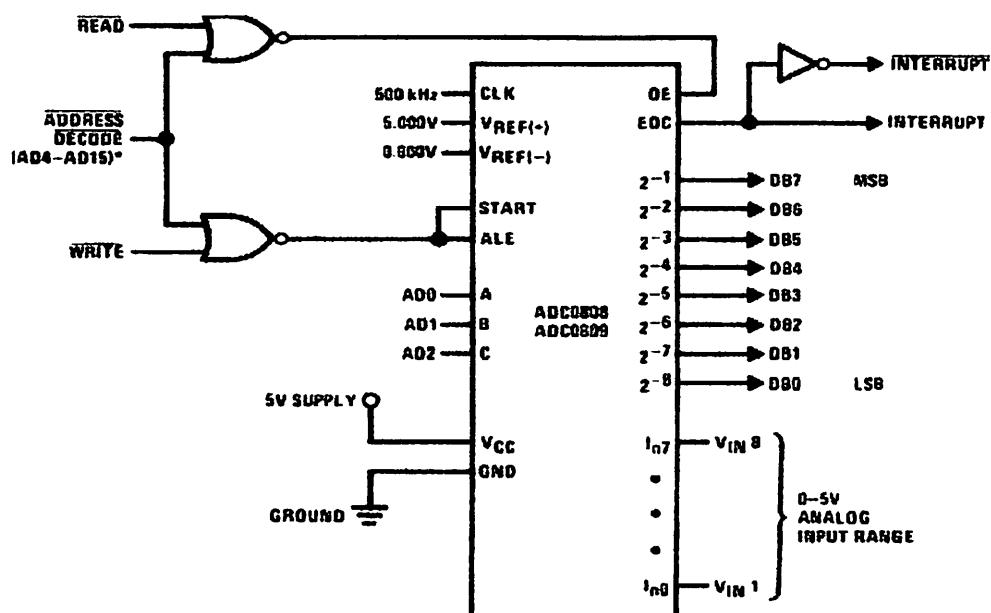 READ
ADDRESS
DECODE
(AD4-AD15)*
WRITE
500 kHz
CLK
5.000V
VREF(+)
0.000V
VREF(-)
START
ALE
AD0
A
AD1
B
AD2
C
5V SUPPLY
VCC
GND
GROUND
ADC0808
ADC0809
OE
EOC
INTERRUPT
INTERRUPT
2-1
DB7
MSB
2-2
DB6
2-3
DB5
2-4
DB4
2-5
DB3
2-6
DB2
2-7
DB1
2-8
DB0
LSB
In7
VIN 8
0-5V
ANALOG
INPUT RANGE
In0
VIN 1